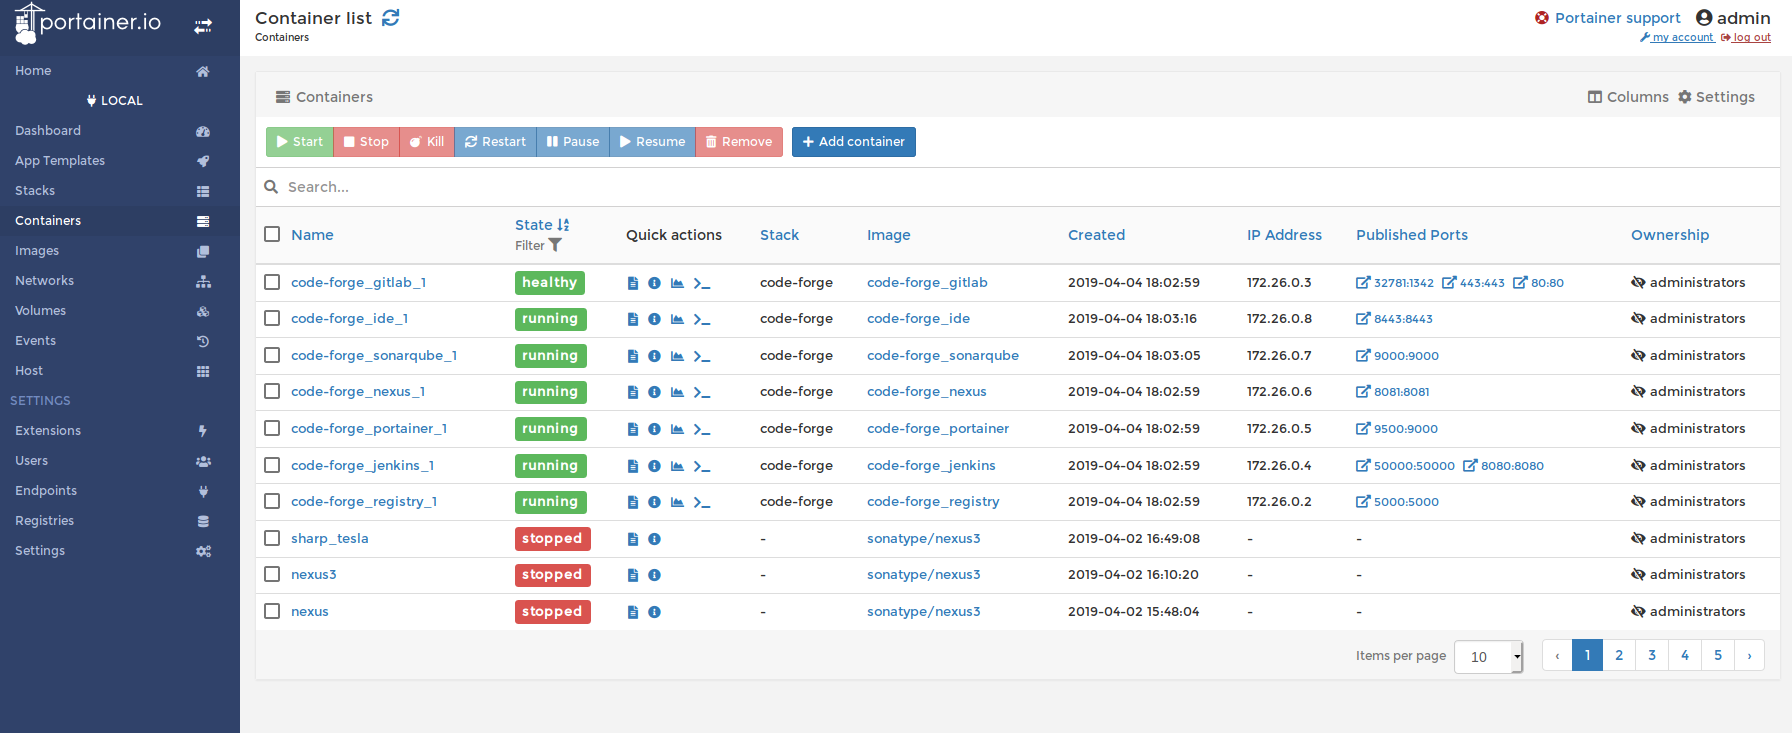 portainer.io
Home
LOCAL
Dashboard
App Templates
Stacks
Containers
Images
Networks
Volumes
Events
Host
SETTINGS
Extensions
Users
Endpoints
Registries
Settings
Container list
Containers
Portainer support admin
my account log out
Containers Columns Settings
Start Stop Kill Restart Pause Resume Remove Add container
Search...
Name State Filter Quick actions Stack Image Created IP Address Published Ports Ownership
code-forge_gitlab_1 healthy code-forge code-forge_gitlab 2019-04-04 18:02:59 172.26.0.3 32781:1342 443:443 80:80 administrators
code-forge_ide_1 running code-forge code-forge_ide 2019-04-04 18:03:16 172.26.0.8 8443:8443 administrators
code-forge_sonarqube_1 running code-forge code-forge_sonarqube 2019-04-04 18:03:05 172.26.0.7 9000:9000 administrators
code-forge_nexus_1 running code-forge code-forge_nexus 2019-04-04 18:02:59 172.26.0.6 8081:8081 administrators
code-forge_portainer_1 running code-forge code-forge_portainer 2019-04-04 18:02:59 172.26.0.5 9500:9000 administrators
code-forge_jenkins_1 running code-forge code-forge_jenkins 2019-04-04 18:02:59 172.26.0.4 50000:50000 8080:8080 administrators
code-forge_registry_1 running code-forge code-forge_registry 2019-04-04 18:02:59 172.26.0.2 5000:5000 administrators
sharp_tesla stopped - sonatype/nexus3 2019-04-02 16:49:08 - - administrators
nexus3 stopped - sonatype/nexus3 2019-04-02 16:10:20 - - administrators
nexus stopped - sonatype/nexus3 2019-04-02 15:48:04 - - administrators
Items per page 10 ‹ 1 2 3 4 5 ›